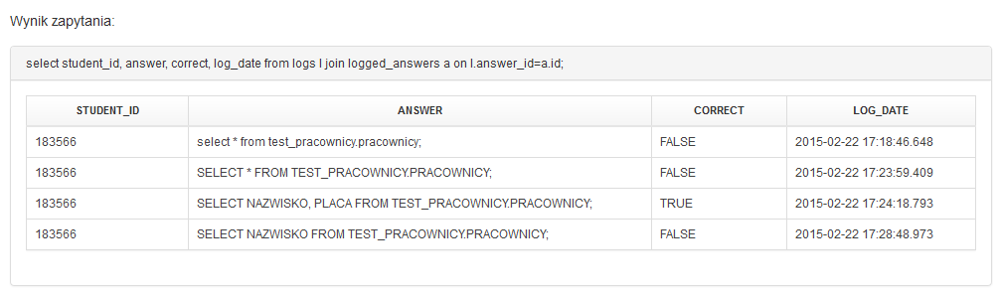 Wynik zapytania:
select student_id, answer, correct, log_date from logs l join logged_answers a on l.answer_id=a.id;
STUDENT_ID ANSWER CORRECT LOG_DATE
183566 select * from test_pracownicy.pracownicy; FALSE 2015-02-22 17:18:46.648
183566 SELECT * FROM TEST_PRACOWNICY.PRACOWNICY; FALSE 2015-02-22 17:23:59.409
183566 SELECT NAZWISKO, PLACA FROM TEST_PRACOWNICY.PRACOWNICY; TRUE 2015-02-22 17:24:18.793
183566 SELECT NAZWISKO FROM TEST_PRACOWNICY.PRACOWNICY; FALSE 2015-02-22 17:28:48.973